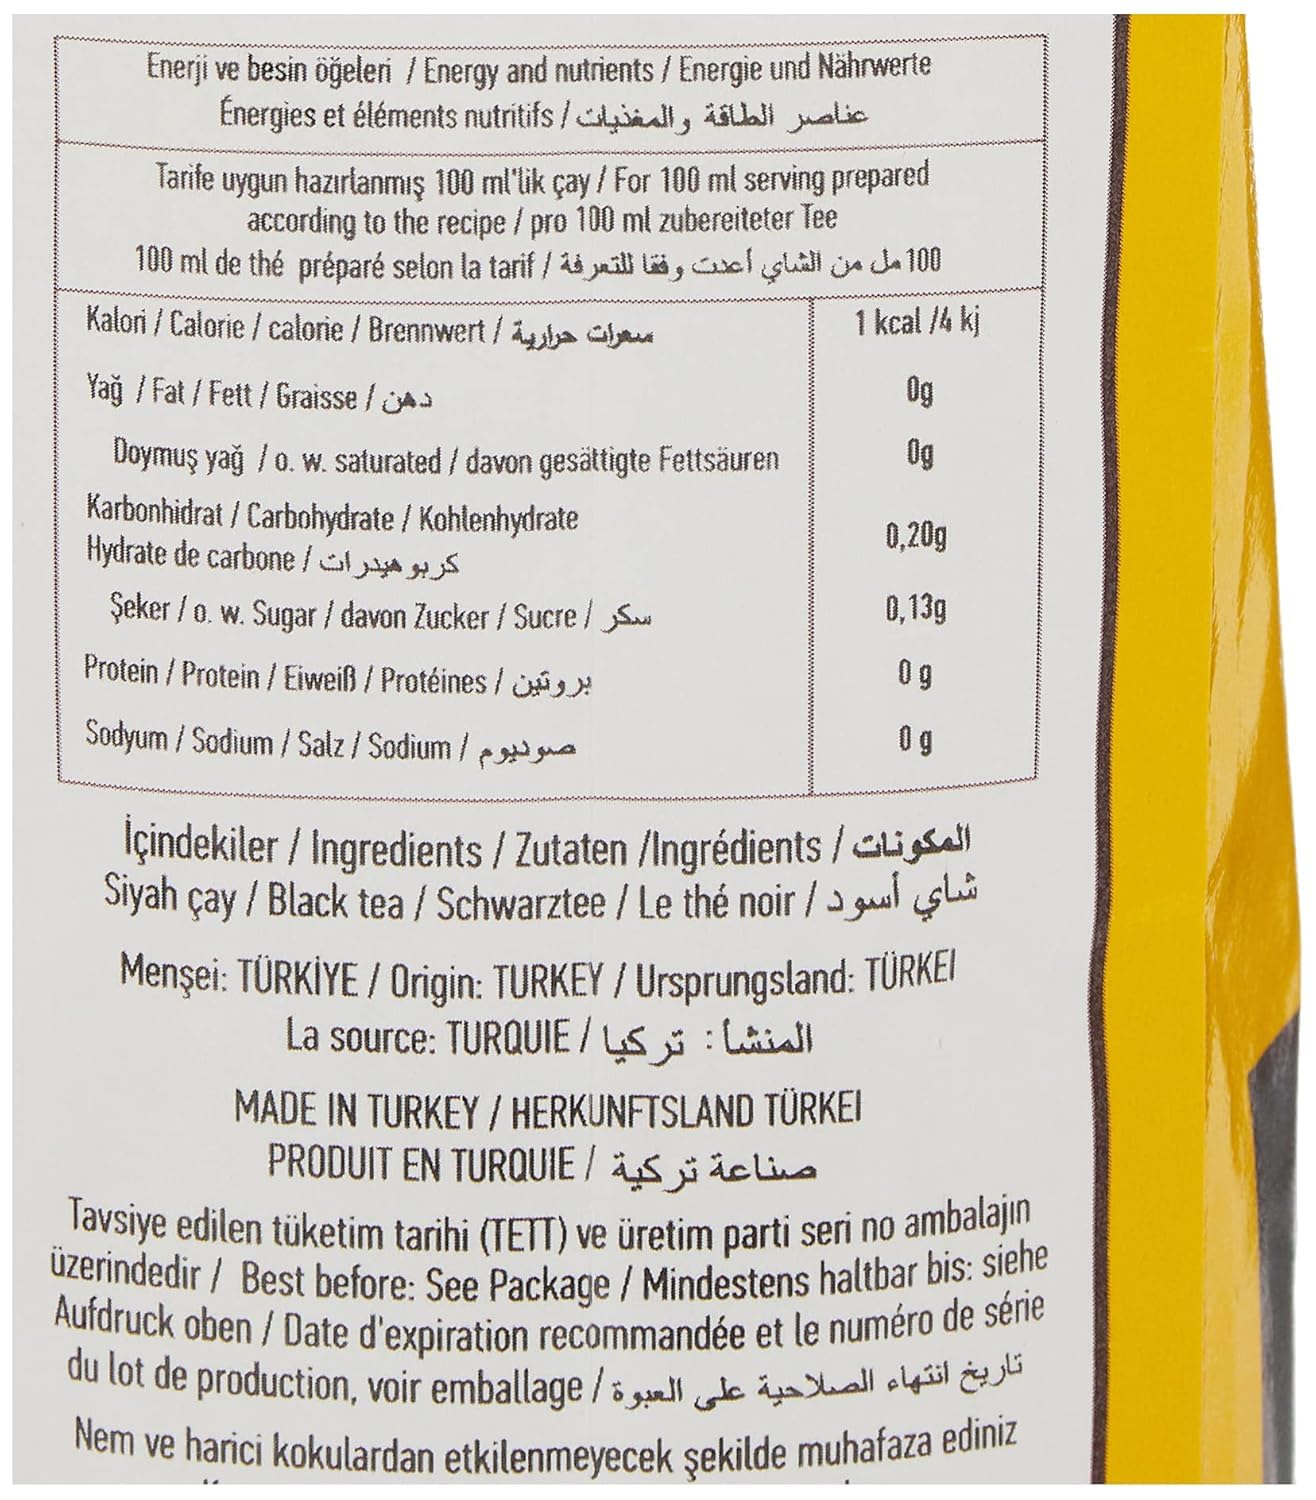 Enerji ve besin öğeleri / Energy and nutrients / Energie und Nährwerte
Énergies et éléments nutritifs / عناصر الطاقة والمغذيات
Tarife uygun hazırlanmış 100 ml'lik çay / For 100 ml serving prepared
according to the recipe / pro 100 ml zubereiteter Tee
100 ml de thé préparé selon la tarif / 100 مل من الشاي أعدت وفقا للتعرفة
Kalori / Calorie / calorie / Brennwert / سعرات حرارية 1 kcal /4 kj
Yağ / Fat / Fett / Graisse / دهن 0g
Doymuş yağ / o. w. saturated / davon gesättigte Fettsäuren 0g
Karbonhidrat / Carbohydrate / Kohlenhydrate
Hydrate de carbone / كربوهيدرات 0,20g
Şeker / o. w. Sugar / davon Zucker / Sucre / سكر 0,13g
Protein / Protein / Eiweiß / Protéines / بروتين 0 g
Sodyum / Sodium / Salz / Sodium / صوديوم 0 g
İçindekiler / Ingredients / Zutaten /Ingrédients / المكونات
Siyah çay / Black tea / Schwarztee / Le thé noir / شاي أسود
Menşei: TÜRKİYE / Origin: TURKEY / Ursprungsland: TÜRKEI
La source: TURQUIE / المنشأ: تركيا
MADE IN TURKEY / HERKUNFTSLAND TÜRKEI
PRODUIT EN TURQUIE / صناعة تركية
Tavsiye edilen tüketim tarihi (TETT) ve üretim parti seri no ambalajın
üzerindedir / Best before: See Package / Mindestens haltbar bis: siehe
Aufdruck oben / Date d'expiration recommandée et le numéro de série
du lot de production, voir emballage / تاريخ انتهاء الصلاحية على العبوة
Nem ve harici kokulardan etkilenmeyecek şekilde muhafaza ediniz